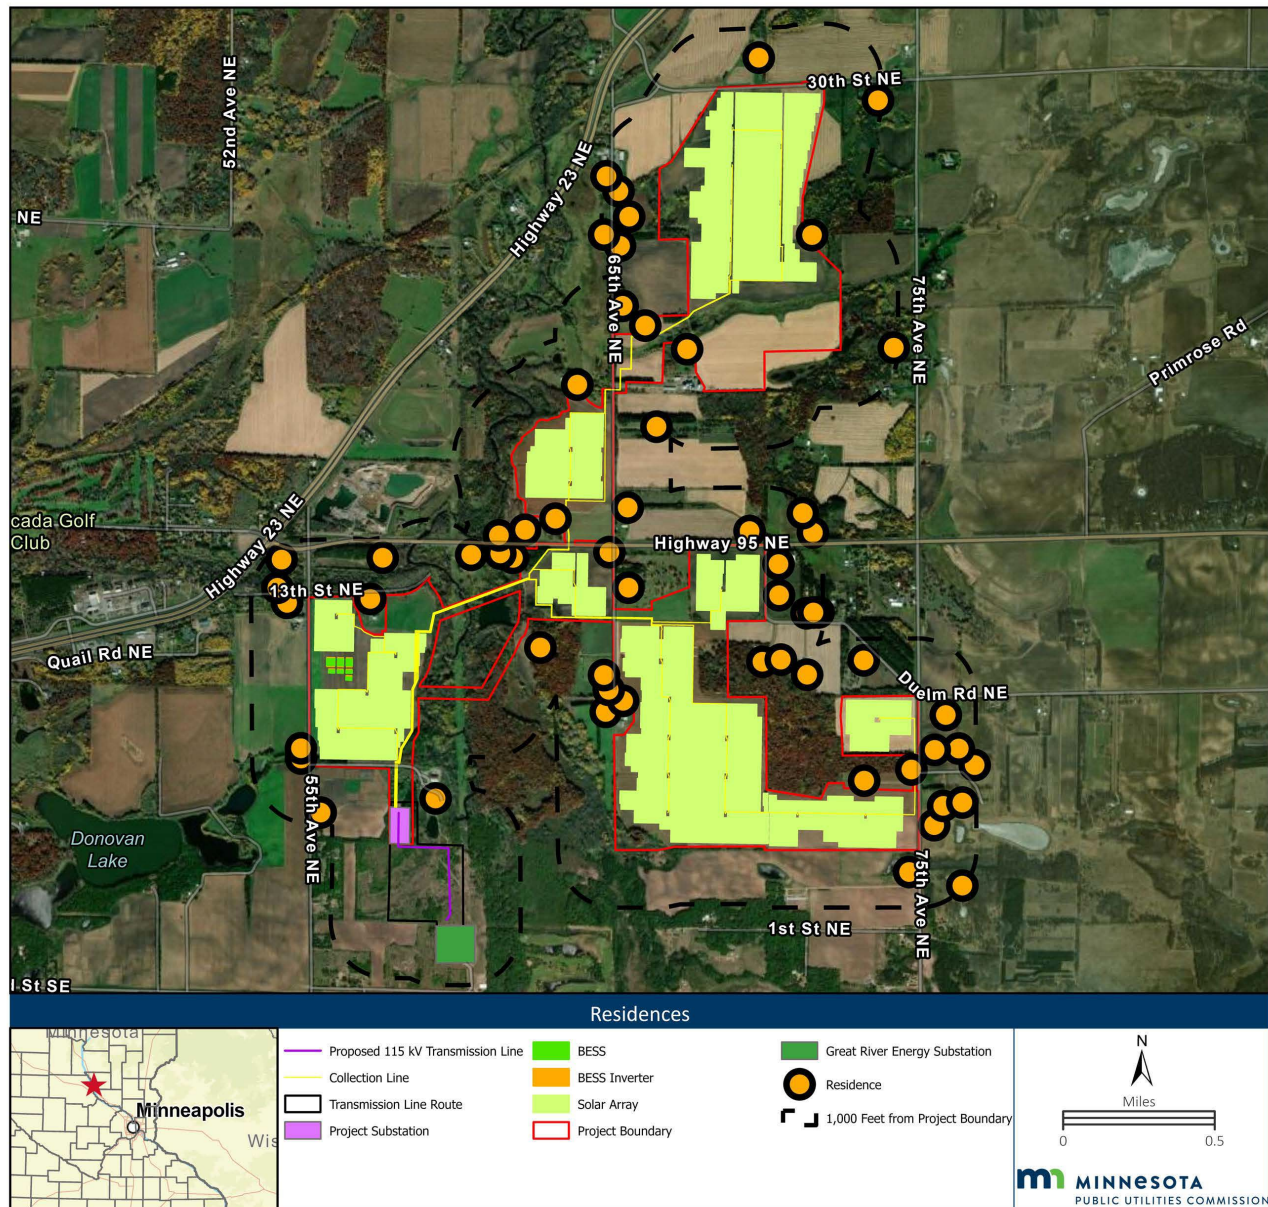 52nd Ave NE
30th St NE
Highway 23 NE
NE
65th Ave NE
75th Ave NE
Primrose Rd
cada Golf
Club
Highway 23 NE
Highway 95 NE
13th St NE
Quail Rd NE
Duelm Rd NE
55th Ave NE
Donovan
Lake
75th Ave NE
1st St NE
St SE
Residences
Minnesota
Minneapolis
Wis
Proposed 115 kV Transmission Line
Collection Line
Transmission Line Route
Project Substation
BESS
BESS Inverter
Solar Array
Project Boundary
Great River Energy Substation
Residence
1,000 Feet from Project Boundary
N
Miles
0 0.5
MINNESOTA
PUBLIC UTILITIES COMMISSION